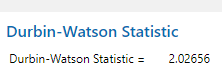 Durbin-Watson Statistic
Durbin-Watson Statistic = 2.02656